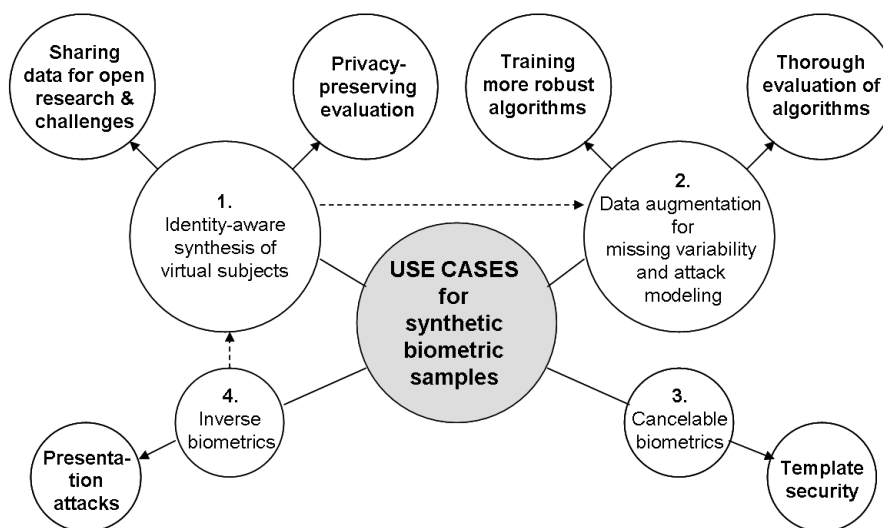 Sharing
data for open
research &
challenges
Privacy-
preserving
evaluation
Training
more robust
algorithms
Thorough
evaluation of
algorithms
1.
Identity-aware
synthesis of
virtual subjects
2.
Data augmentation
for
missing variability
and attack
modeling
USE CASES
for
synthetic
biometric
samples
4.
Inverse
biometrics
3.
Cancelable
biometrics
Presenta-
tion
attacks
Template
security